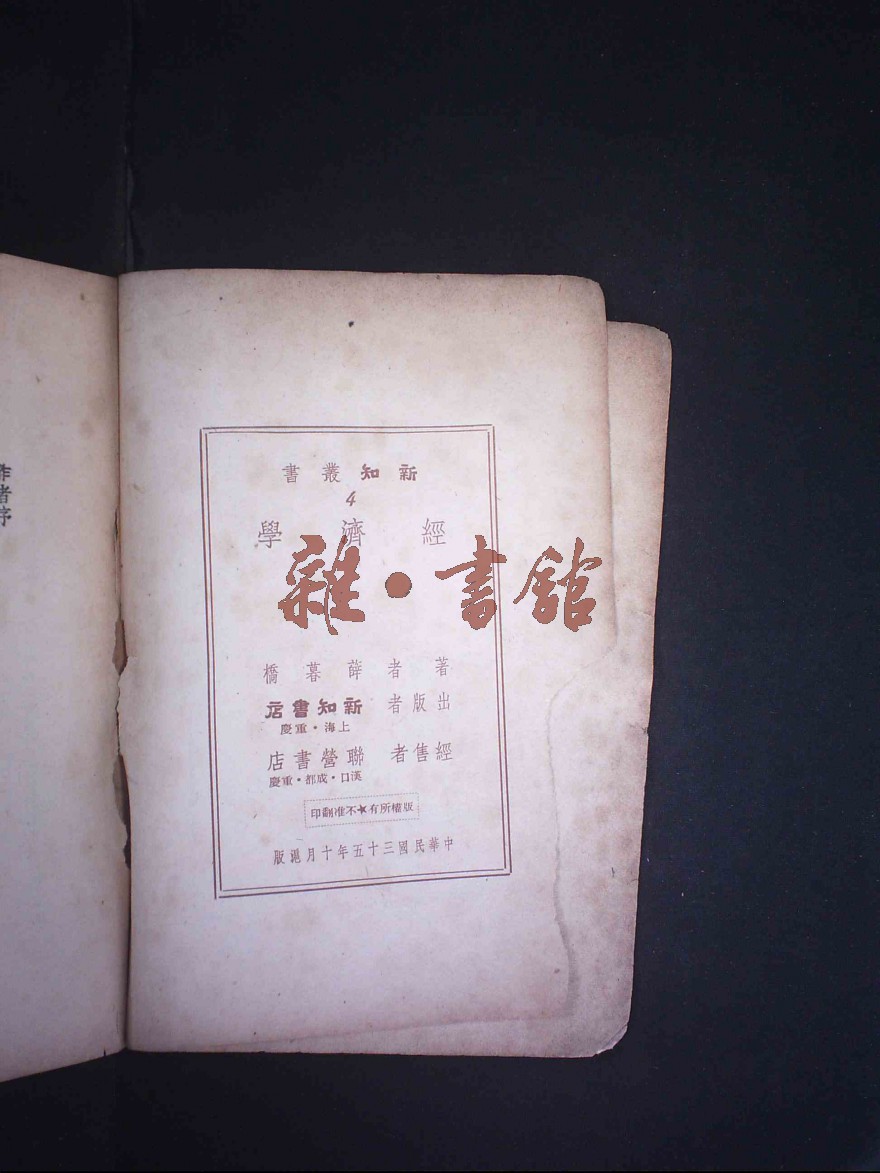 新知叢書
4
經濟學
雜・書館
著者薛暮橋
出版者新知書店
上海・重慶
經售者聯營書店
漢口・成都・重慶
版權所有★不准翻印
中華民國三十五年十月滬版
作者序